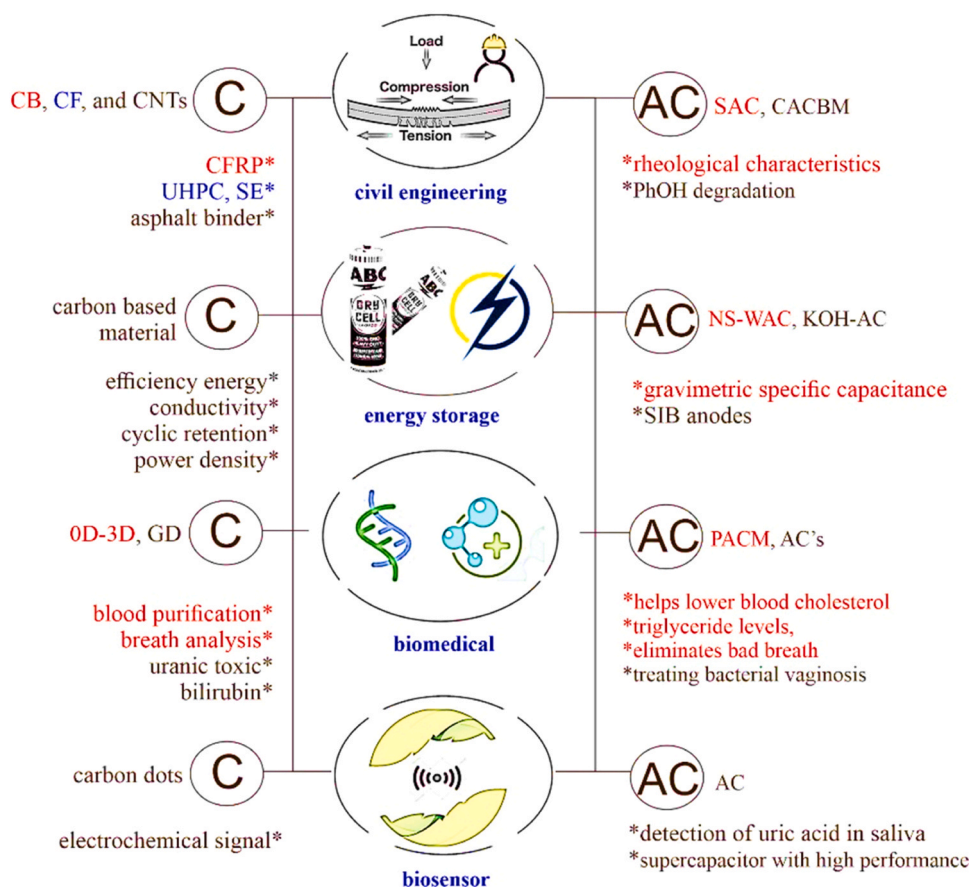 CB, CF, and CNTs
C
CFRP*
UHPC, SE*
asphalt binder*
Load
Compression
Tension
civil engineering
AC
SAC, CACBM
*rheological characteristics
*PhOH degradation
carbon based
material
C
efficiency energy*
conductivity*
cyclic retention*
power density*
ABC
ORB
CELL
ABC
energy storage
AC
NS-WAC, KOH-AC
*gravimetric specific capacitance
*SIB anodes
0D-3D, GD
C
blood purification*
breath analysis*
uranic toxic*
bilirubin*
biomedical
AC
PACM, AC’s
*helps lower blood cholesterol
*triglyceride levels,
*eliminates bad breath
*treating bacterial vaginosis
carbon dots
C
electrochemical signal*
biosensor
AC
AC
*detection of uric acid in saliva
*supercapacitor with high performance